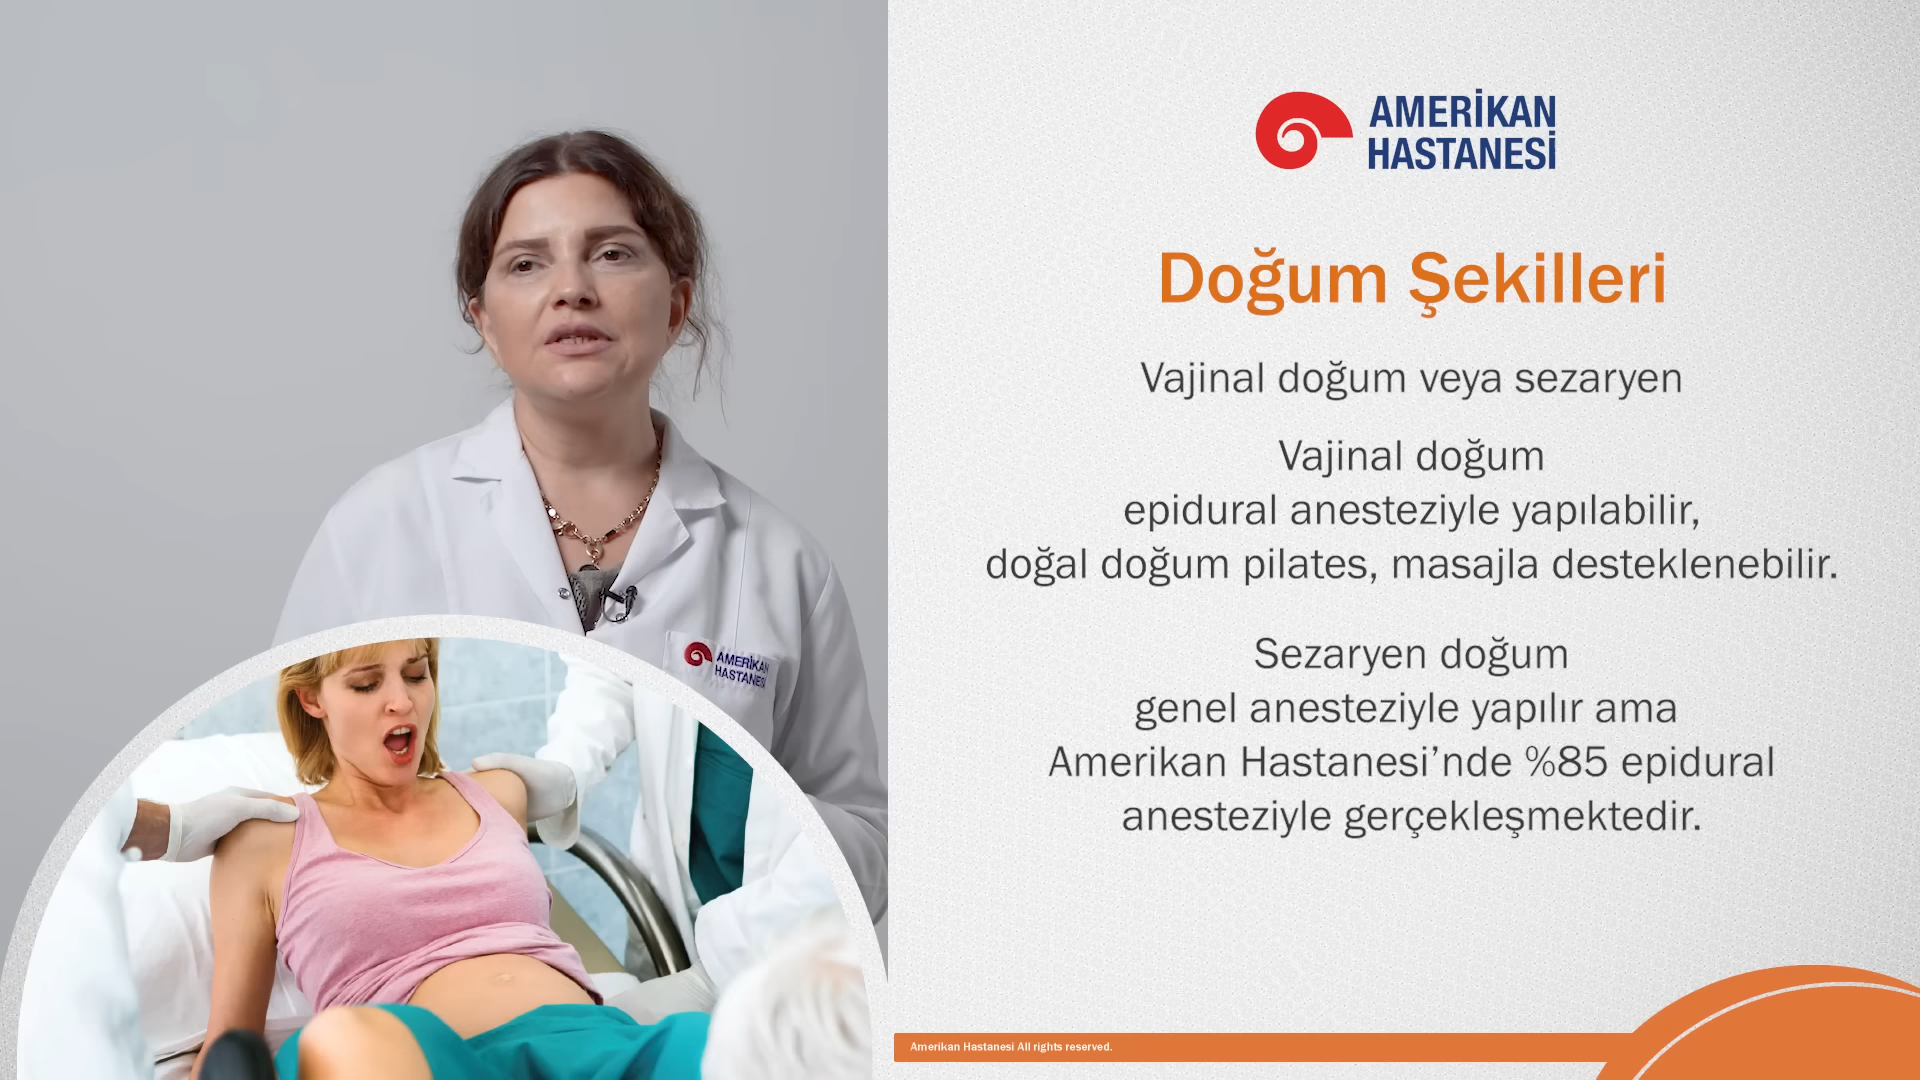 AMERİKAN
HASTANESİ
Doğum Şekilleri
Vajinal doğum veya sezaryen
Vajinal doğum
epidural anesteziyle yapılabilir,
doğal doğum pilates, masajla desteklenebilir.
Sezaryen doğum
genel anesteziyle yapılır ama
Amerikan Hastanesi’nde %85 epidural
anesteziyle gerçekleşmektedir.
AMERİKAN
HASTANESİ
Amerikan Hastanesi All rights reserved.